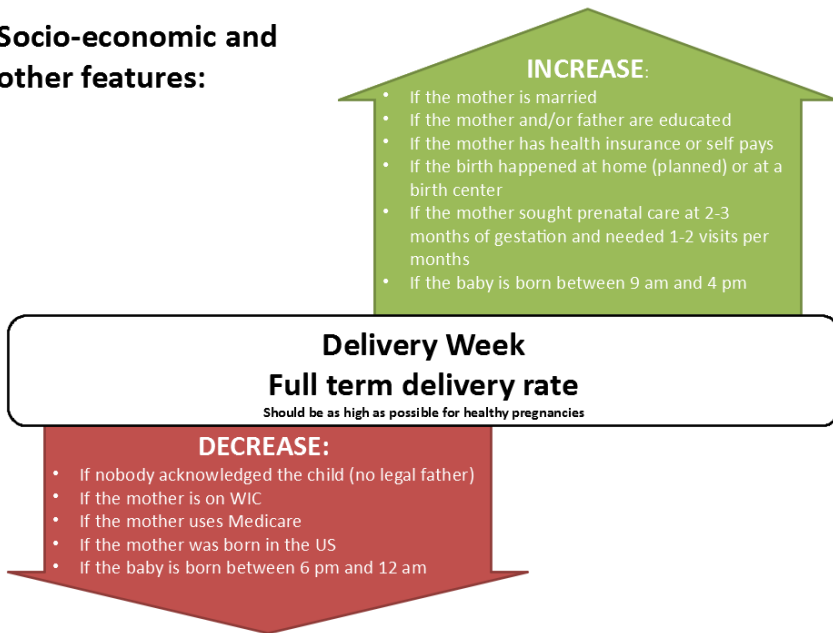 Socio-economic and
other features:
INCREASE:
• If the mother is married
• If the mother and/or father are educated
• If the mother has health insurance or self pays
• If the birth happened at home (planned) or at a
birth center
• If the mother sought prenatal care at 2-3
months of gestation and needed 1-2 visits per
months
• If the baby is born between 9 am and 4 pm
Delivery Week
Full term delivery rate
Should be as high as possible for healthy pregnancies
DECREASE:
• If nobody acknowledged the child (no legal father)
• If the mother is on WIC
• If the mother uses Medicare
• If the mother was born in the US
• If the baby is born between 6 pm and 12 am